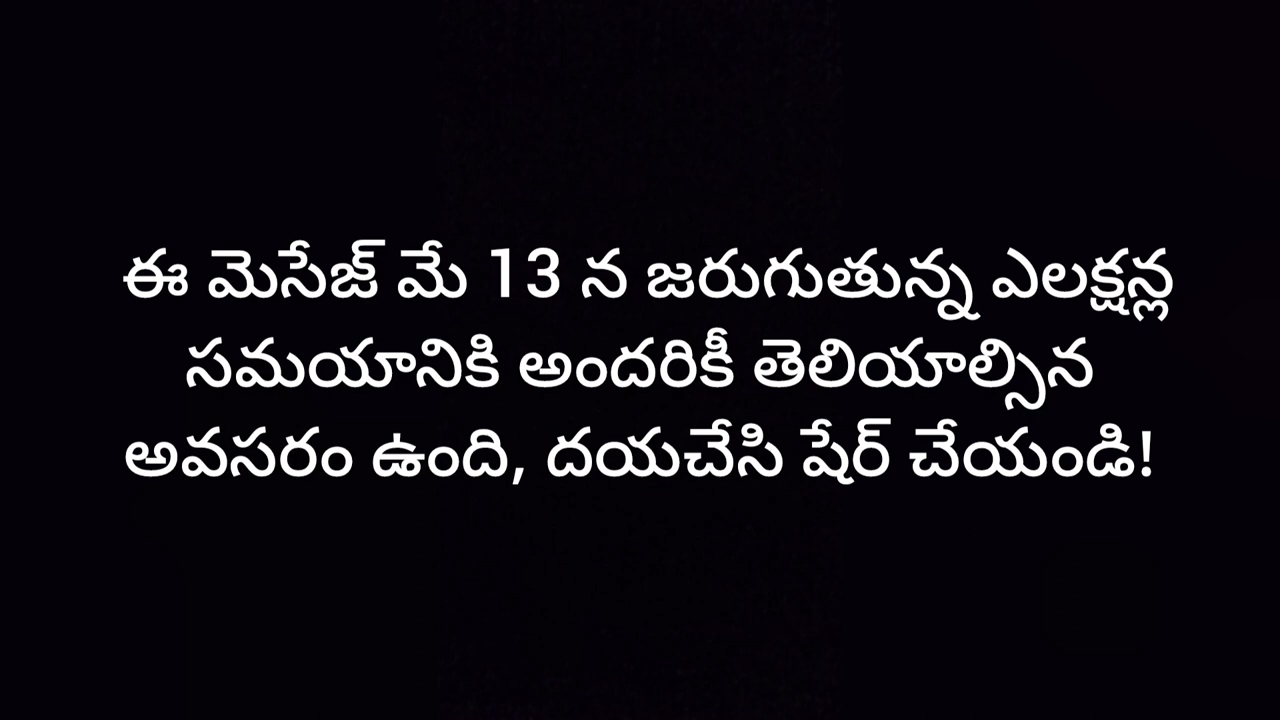 ఈ మెసేజ్ మే 13 న జరుగుతున్న ఎలక్షన్ల
సమయానికి అందరికీ తెలియాల్సిన
అవసరం ఉంది, దయచేసి షేర్ చేయండి!